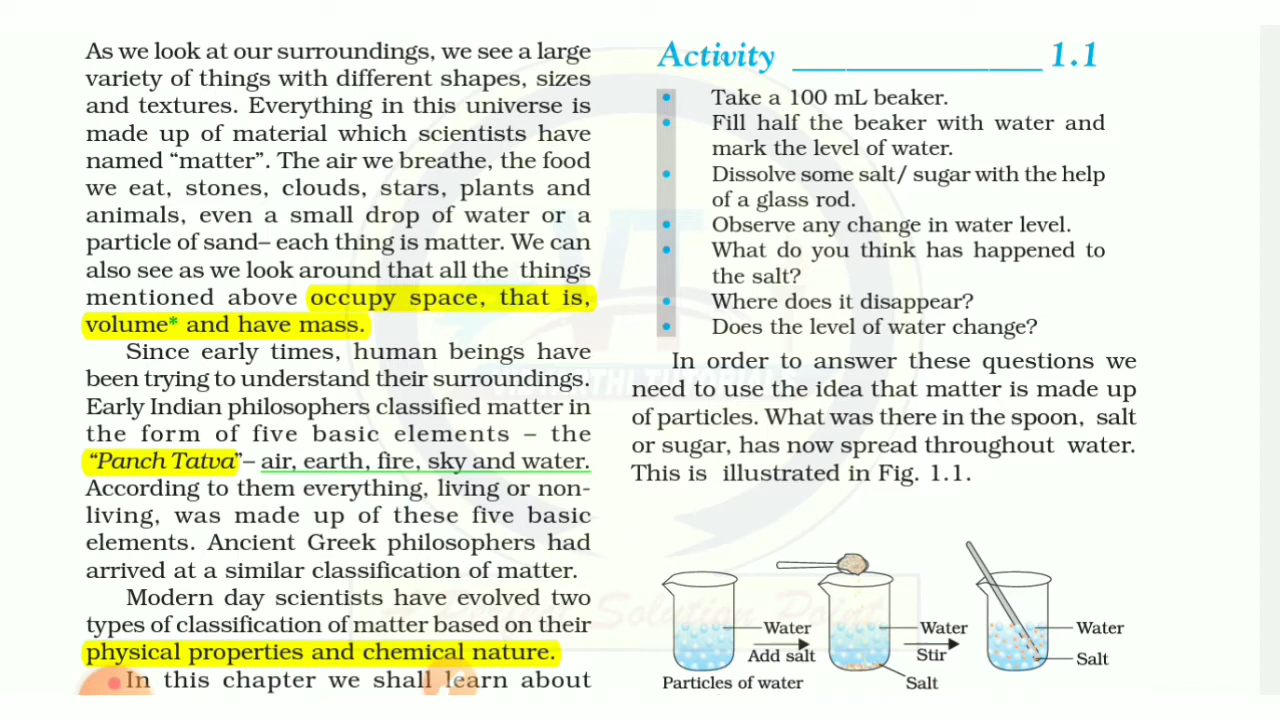 As we look at our surroundings, we see a large
variety of things with different shapes, sizes
and textures. Everything in this universe is
made up of material which scientists have
named “matter”. The air we breathe, the food
we eat, stones, clouds, stars, plants and
animals, even a small drop of water or a
particle of sand– each thing is matter. We can
also see as we look around that all the things
mentioned above occupy space, that is,
volume* and have mass.
Since early times, human beings have
been trying to understand their surroundings.
Early Indian philosophers classified matter in
the form of five basic elements – the
“Panch Tatva”– air, earth, fire, sky and water.
According to them everything, living or non-
living, was made up of these five basic
elements. Ancient Greek philosophers had
arrived at a similar classification of matter.
Modern day scientists have evolved two
types of classification of matter based on their
physical properties and chemical nature.
In this chapter we shall learn about
Activity ______________ 1.1
• Take a 100 mL beaker.
• Fill half the beaker with water and
mark the level of water.
• Dissolve some salt/ sugar with the help
of a glass rod.
• Observe any change in water level.
• What do you think has happened to
the salt?
• Where does it disappear?
• Does the level of water change?
In order to answer these questions we
need to use the idea that matter is made up
of particles. What was there in the spoon, salt
or sugar, has now spread throughout water.
This is illustrated in Fig. 1.1.
Water
Add salt
Particles of water
Water
Stir
Salt
Water
Salt
A Perfect Solution Point